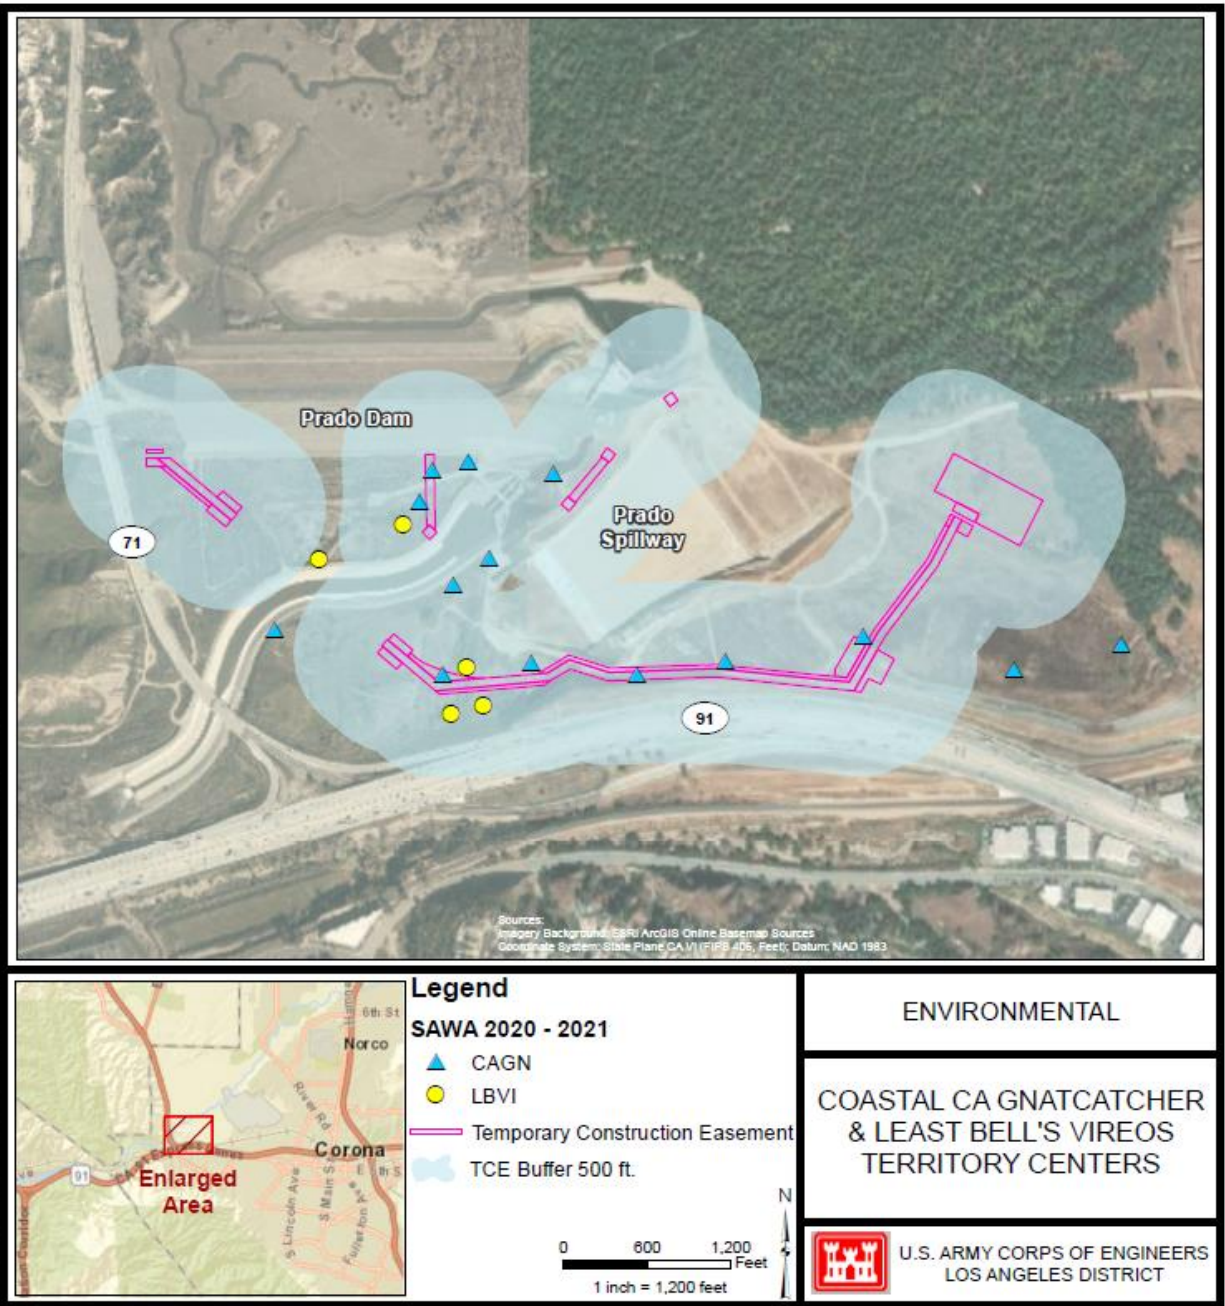 Prado Dam
Prado
Spillway
71
91
Sources:
Imagery Background: ESRI ArcGIS Online Basemap Sources
Coordinate System: State Plane CA VI (FIPS 406, Feet); Datum: NAD 1983
6th St
Norco
River Rd
Corona
91
Enlarged
Area
S Lincoln Ave
S Main St
Fullerton Ave
Legend
SAWA 2020 - 2021
CAGN
LBVI
Temporary Construction Easement
TCE Buffer 500 ft.
N
0 600 1,200
Feet
1 inch = 1,200 feet
ENVIRONMENTAL
COASTAL CA GNATCATCHER
& LEAST BELL'S VIREOS
TERRITORY CENTERS
U.S. ARMY CORPS OF ENGINEERS
LOS ANGELES DISTRICT